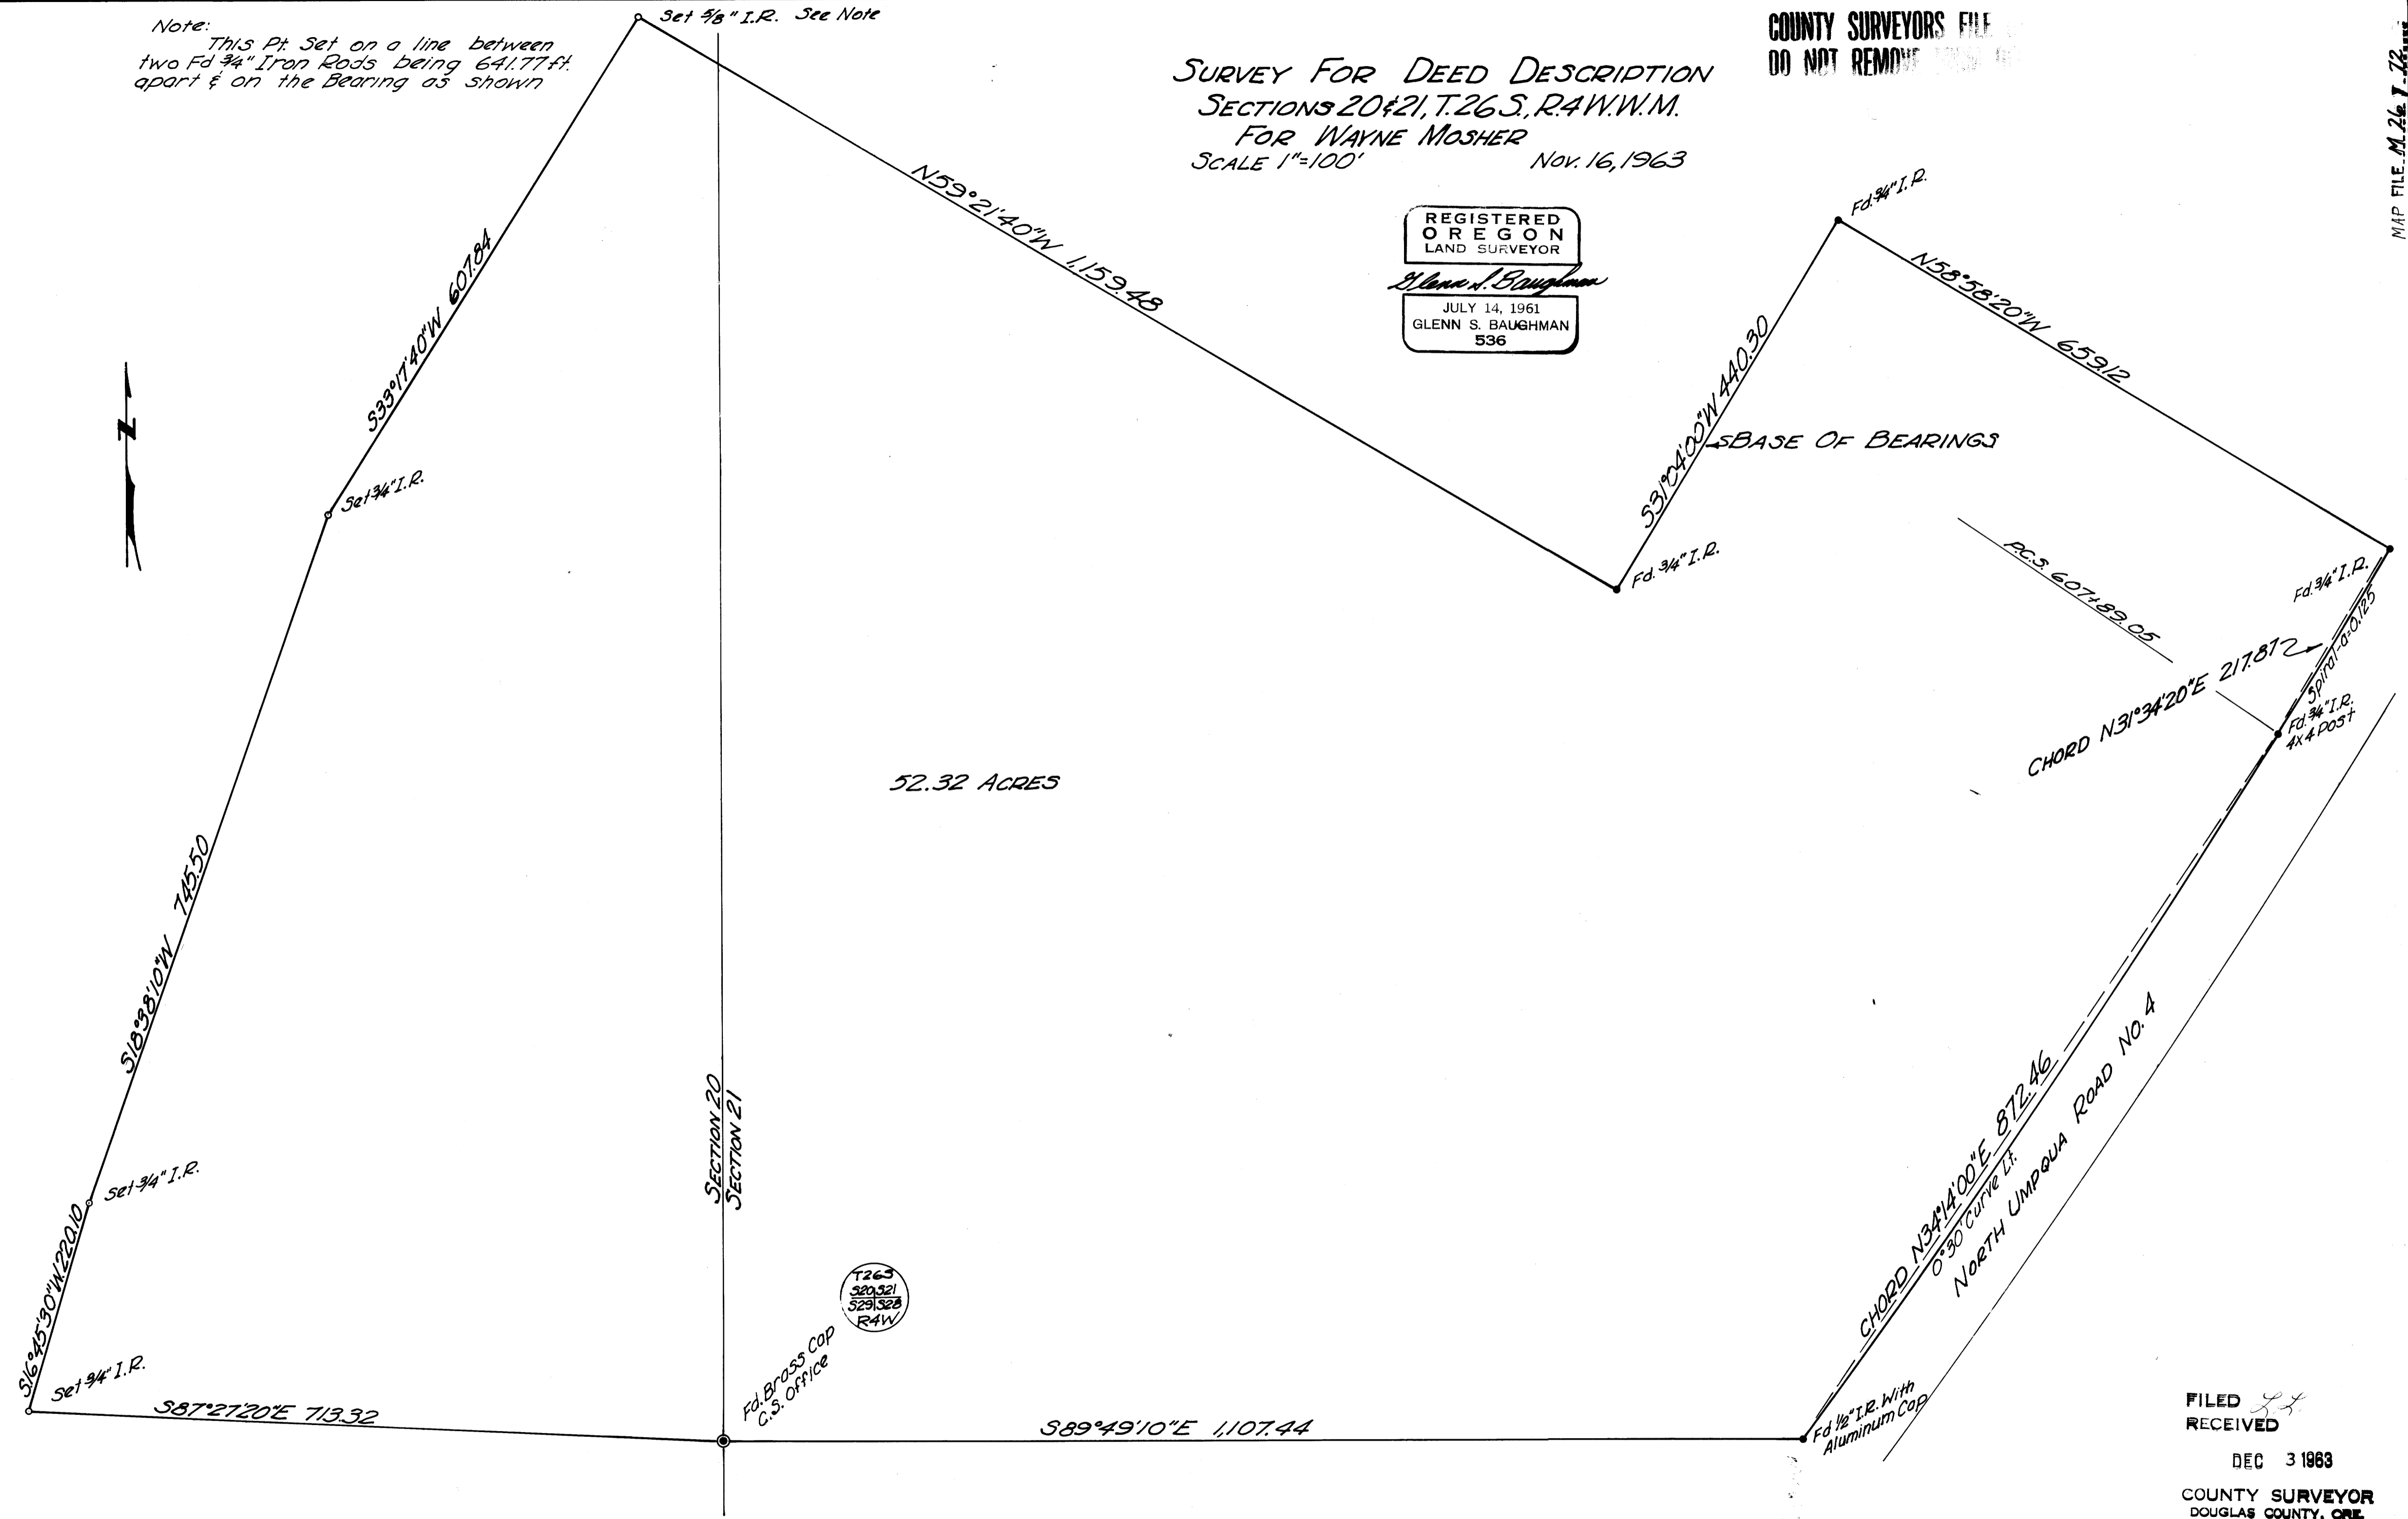 Note:
This Pt. Set on a line between
two Fd 3/4" Iron Rods being 641.77 ft.
apart & on the Bearing as shown
Set 5/8" I.R. See Note
COUNTY SURVEYORS FILE
DO NOT REMOVE
MAP FILE M 26
SURVEY FOR DEED DESCRIPTION
SECTIONS 20 & 21, T.26 S., R.4 W.W.M.
FOR WAYNE MOSHER
SCALE 1"=100' NOV. 16, 1963
REGISTERED
OREGON
LAND SURVEYOR
Glenn S. Baughman
JULY 14, 1961
GLENN S. BAUGHMAN
536
N59°21'40"W 1,159.48
Fd. 3/4" I.R.
N58°58'20"W 659.12
S33°17'40"W 607.84
S31°04'00"W 440.30
BASE OF BEARINGS
Set 3/4" I.R.
Fd. 3/4" I.R.
P.C.S. 607+89.05
Fd. 3/4" I.R.
Spiral-a=0.125
CHORD N31°34'20"E 217.87
Fd. 3/4" I.R.
4x4 Post
52.32 ACRES
S18°38'10"W 745.50
SECTION 20
SECTION 21
CHORD N34°14'00"E 872.46
0°30' Curve Lt.
NORTH UMPQUA ROAD NO. 4
Set 3/4" I.R.
S16°45'30"W 220.10
Set 3/4" I.R.
T26S
S20|S21
S29|S28
R4W
Fd. Brass Cap
C.S. Office
S87°27'20"E 713.32
S89°49'10"E 1,107.44
Fd 1/2" I.R. With
Aluminum Cap
FILED
RECEIVED
DEC 3 1963
COUNTY SURVEYOR
DOUGLAS COUNTY, ORE.